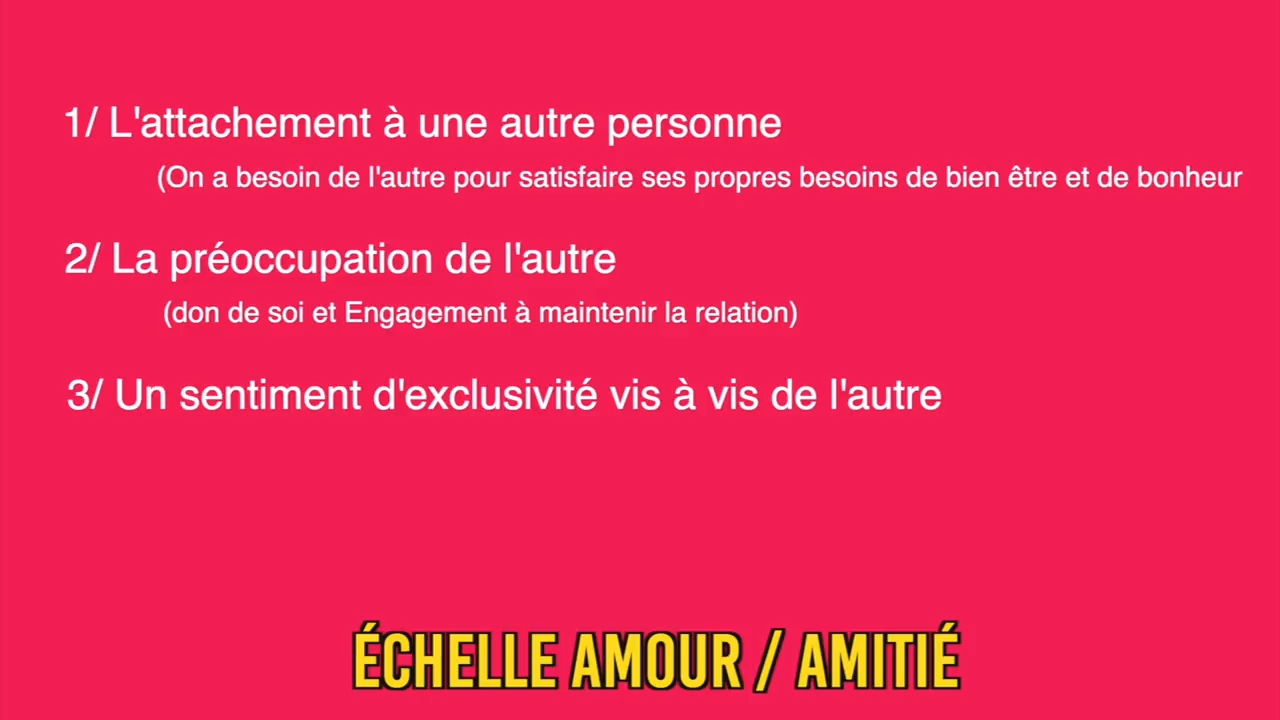 1/ L'attachement à une autre personne
(On a besoin de l'autre pour satisfaire ses propres besoins de bien être et de bonheur
2/ La préoccupation de l'autre
(don de soi et Engagement à maintenir la relation)
3/ Un sentiment d'exclusivité vis à vis de l'autre
ÉCHELLE AMOUR / AMITIÉ